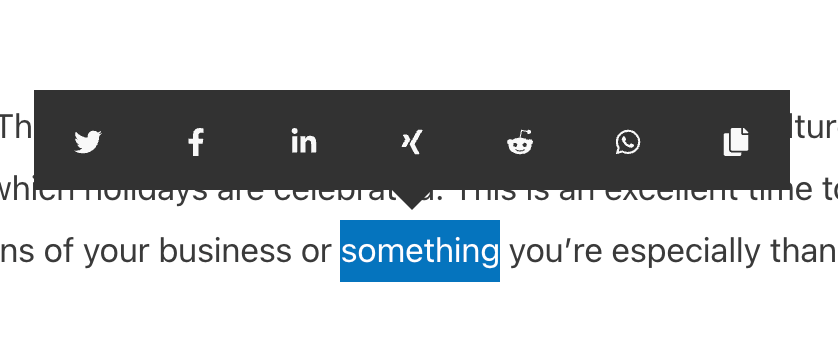 Th
which holidays are celebrated. This is an excellent time to
ns of your business or something you’re especially than